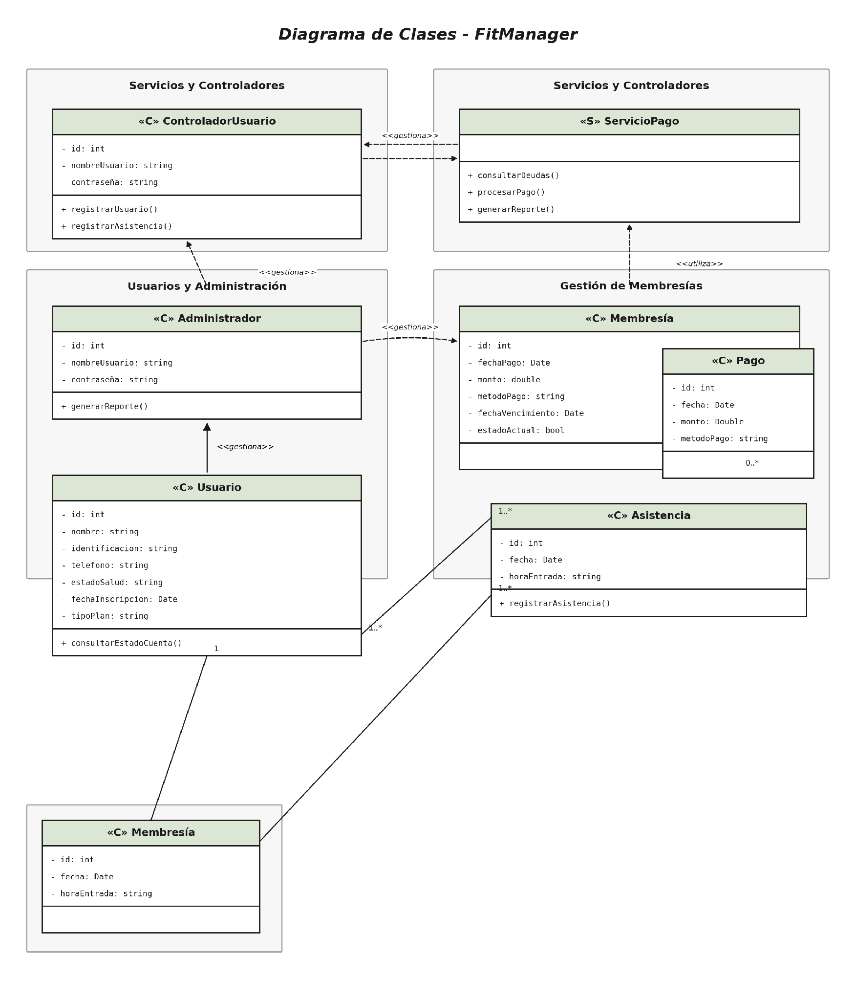 Diagrama de Clases - FitManager
Servicios y Controladores
«C» ControladorUsuario
- id: int
- nombreUsuario: string
- contraseña: string
+ registrarUsuario()
+ registrarAsistencia()
<<gestiona>>
Servicios y Controladores
«S» ServicioPago
+ consultarDeudas()
+ procesarPago()
+ generarReporte()
<<gestiona>>
<<utiliza>>
Usuarios y Administración
«C» Administrador
- id: int
- nombreUsuario: string
- contraseña: string
+ generarReporte()
<<gestiona>>
<<gestiona>>
«C» Usuario
- id: int
- nombre: string
- identificacion: string
- telefono: string
- estadoSalud: string
- fechaInscripcion: Date
- tipoPlan: string
+ consultarEstadoCuenta()
1
1..*
Gestión de Membresías
«C» Membresía
- id: int
- fechaPago: Date
- monto: double
- metodoPago: string
- fechaVencimiento: Date
- estadoActual: bool
«C» Pago
- id: int
- fecha: Date
- monto: Double
- metodoPago: string
0..*
1..*
«C» Asistencia
- id: int
- fecha: Date
- horaEntrada: string
1..*
+ registrarAsistencia()
«C» Membresía
- id: int
- fecha: Date
- horaEntrada: string